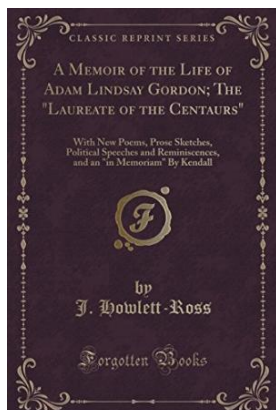 CLASSIC REPRINT SERIES
A Memoir of the Life of
Adam Lindsay Gordon; The
"Laureate of the Centaurs"
With New Poems, Prose Sketches,
Political Speeches and Reminiscences,
and an "in Memoriam" By Kendall
F
by
J. Howlett-Ross
Forgotten Books